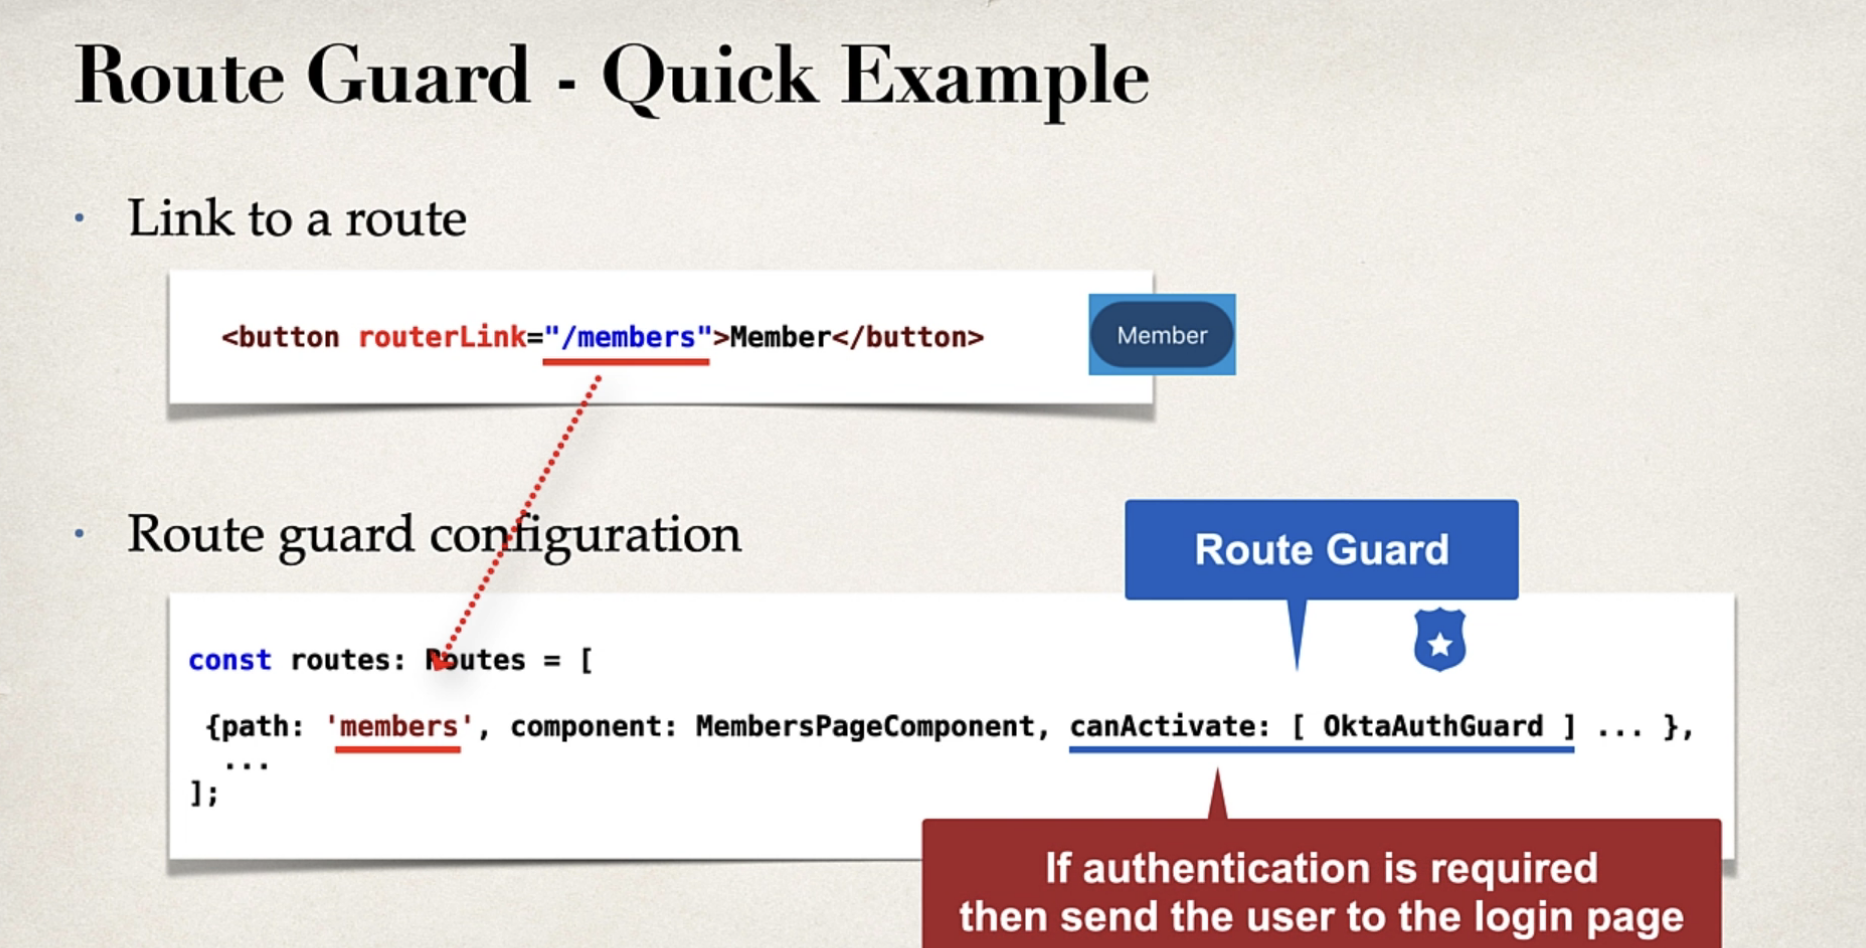 Route Guard - Quick Example
• Link to a route
<button routerLink="/members">Member</button>
Member
• Route guard configuration
Route Guard
const routes: Routes = [
{path: 'members', component: MembersPageComponent, canActivate: [ OktaAuthGuard ] ... },
...
];
If authentication is required
then send the user to the login page